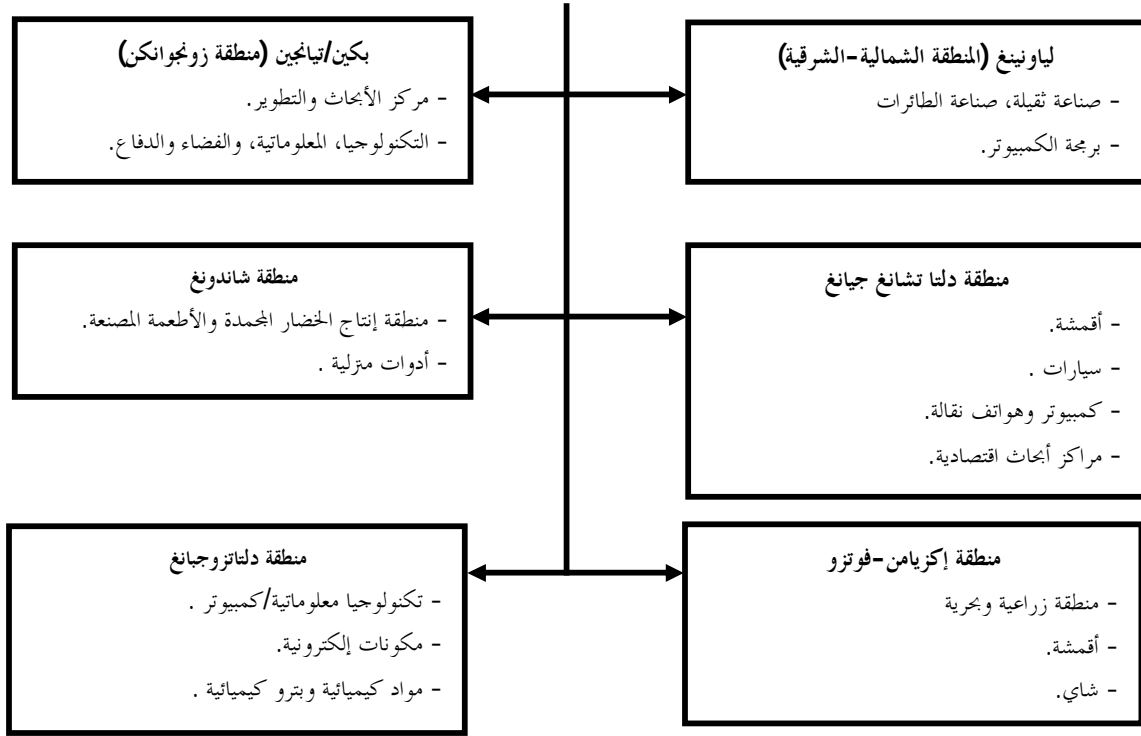 لياونينغ (المنطقة الشمالية-الشرقية)
- صناعة ثقيلة، صناعة الطائرات
- برمجة الكمبيوتر.
بكين/تيانجين (منطقة زونجوانكن)
- مركز الأبحاث والتطوير.
- التكنولوجيا، المعلوماتية، والفضاء والدفاع.
منطقة دلتا تشانغ جيانغ
- أقمشة.
- سيارات .
- كمبيوتر وهواتف نقالة.
- مراكز أبحاث اقتصادية.
منطقة شاندونغ
- منطقة إنتاج الخضار المجمدة والأطعمة المصنعة.
- أدوات منزلية .
منطقة إكزيامن-فوتزو
- منطقة زراعية وبحرية
- أقمشة.
- شاي.
منطقة دلتاتزوجبانغ
- تكنولوجيا معلوماتية/كمبيوتر .
- مكونات إلكترونية.
- مواد كيميائية وبترو كيميائية .